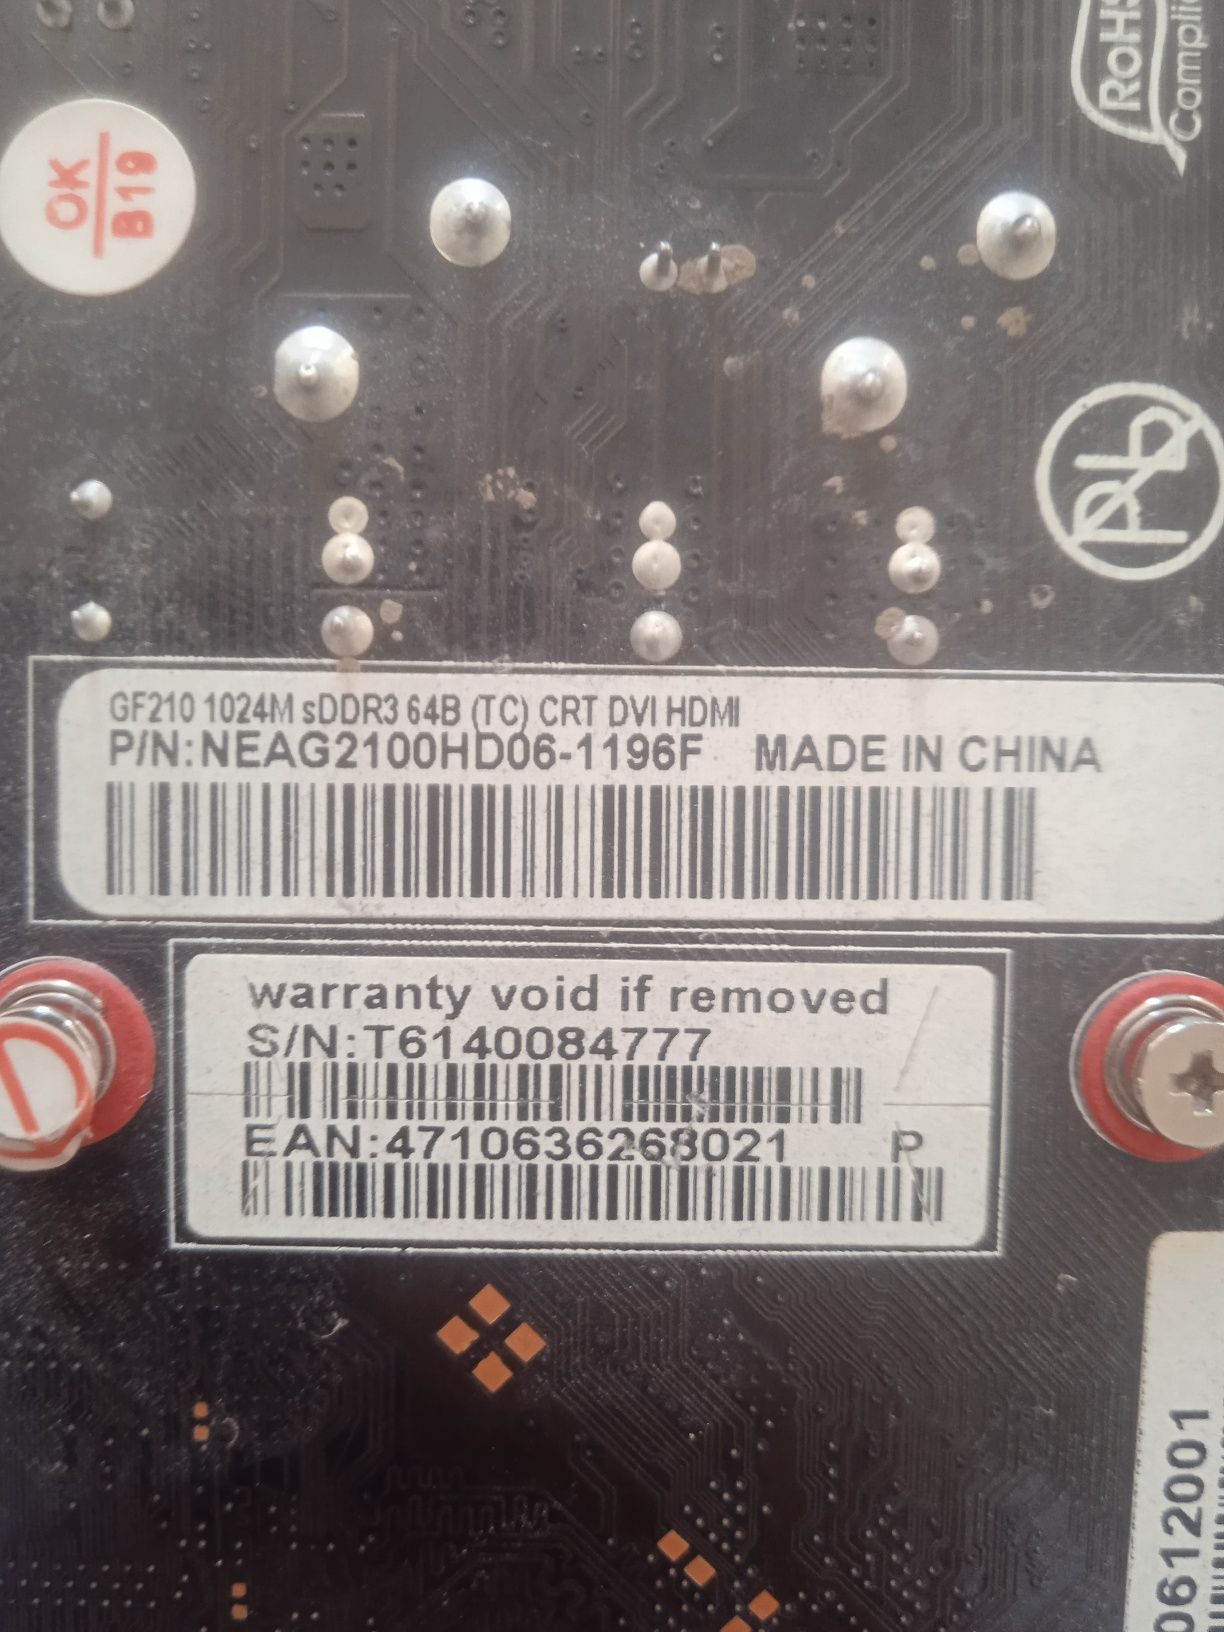 RoHS
OK
B19
Pb
GF210 1024M sDDR3 64B (TC) CRT DVI HDMI
P/N:NEAG2100HD06-1196F MADE IN CHINA
warranty void if removed
S/N:T6140084777
EAN:4710636268021 P
0612001